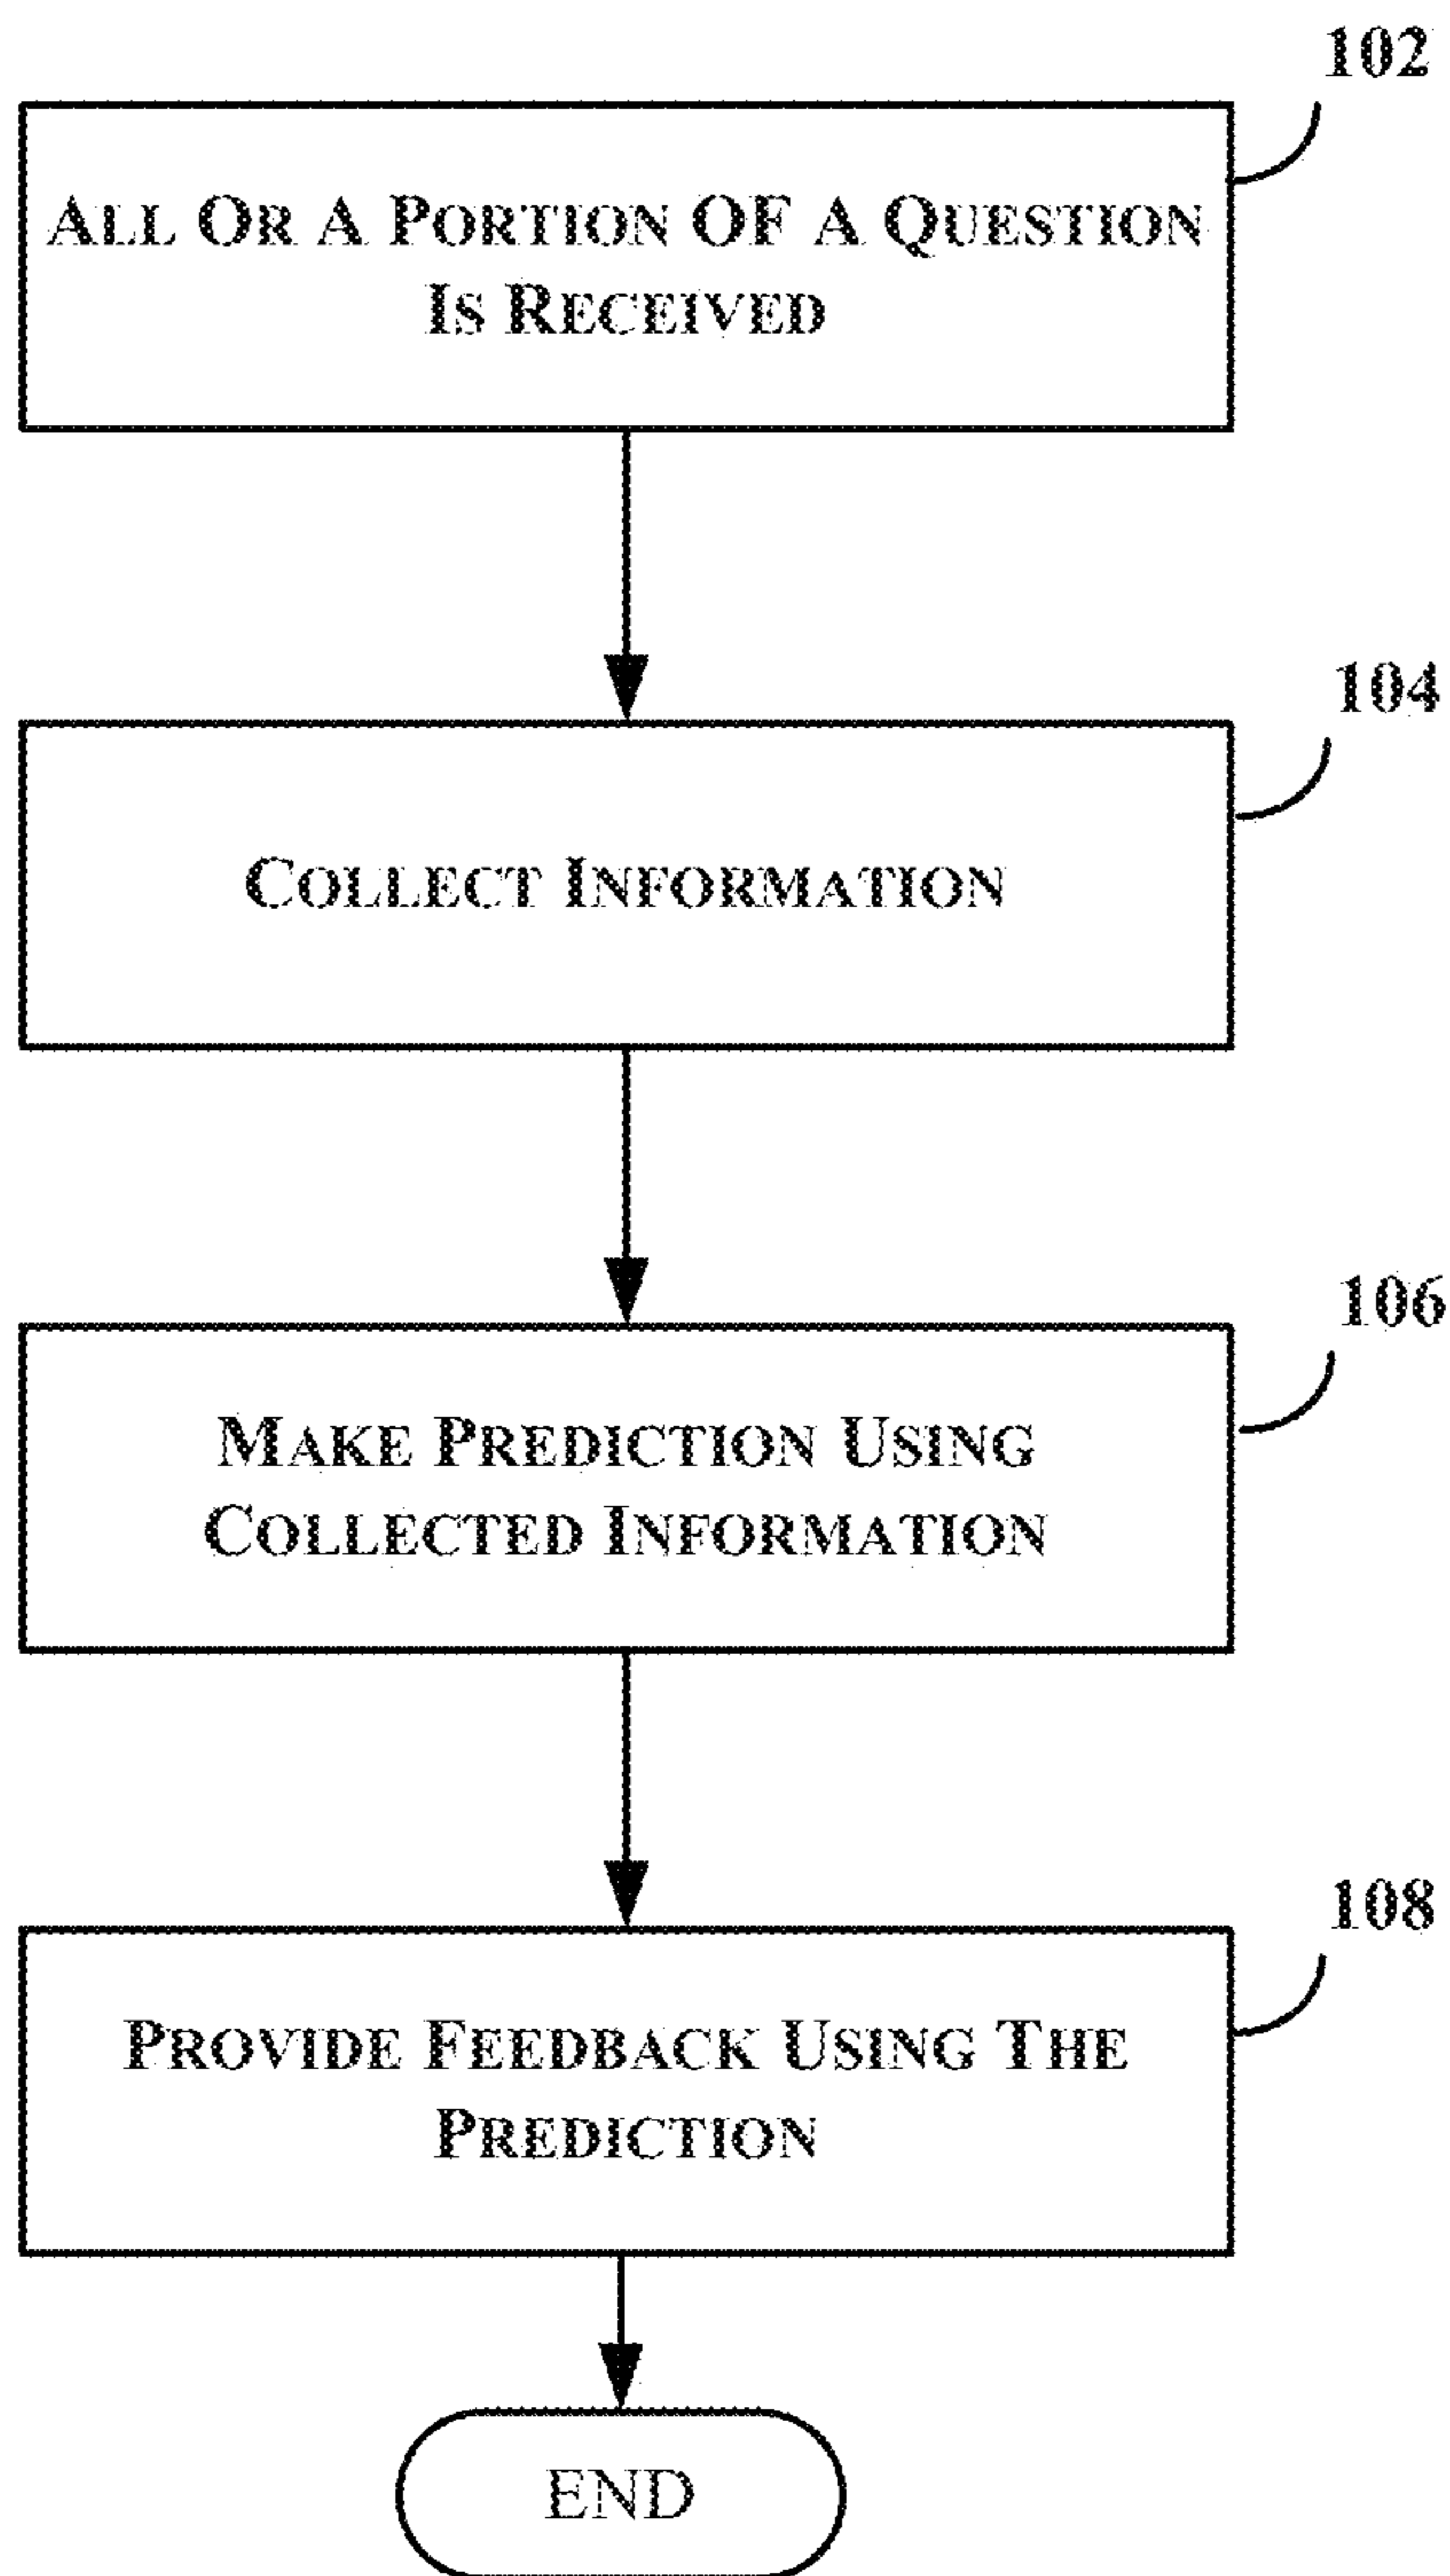 102
ALL OR A PORTION OF A QUESTION
IS RECEIVED
104
COLLECT INFORMATION
106
MAKE PREDICTION USING
COLLECTED INFORMATION
108
PROVIDE FEEDBACK USING THE
PREDICTION
END